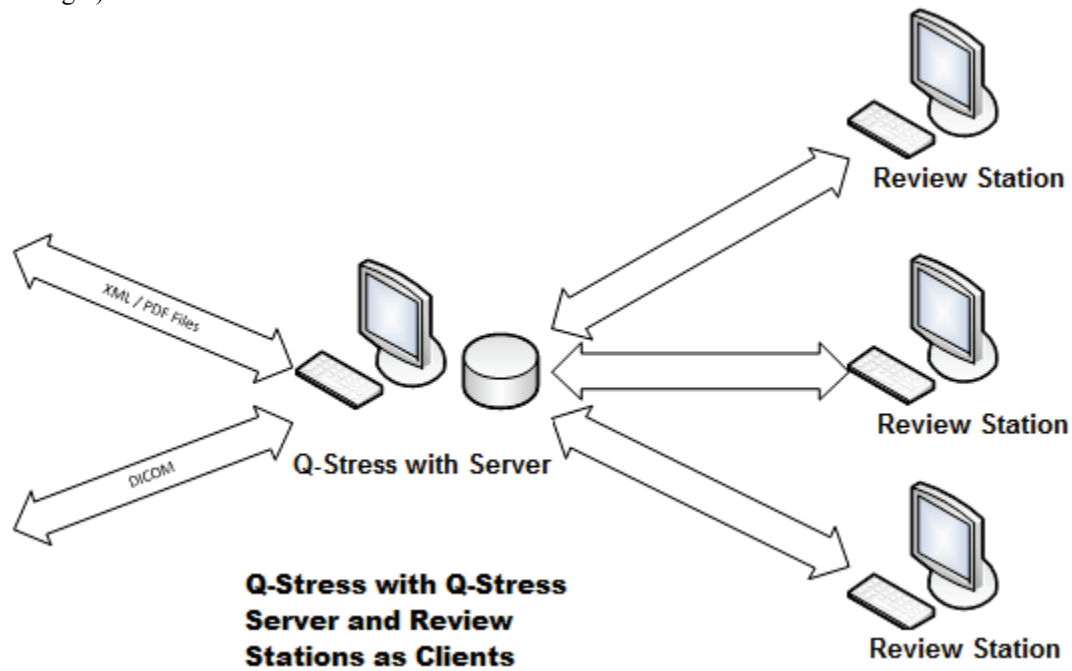 Review Station
XML / PDF Files
Review Station
Q-Stress with Server
DICOM
Q-Stress with Q-Stress
Server and Review
Stations as Clients
Review Station